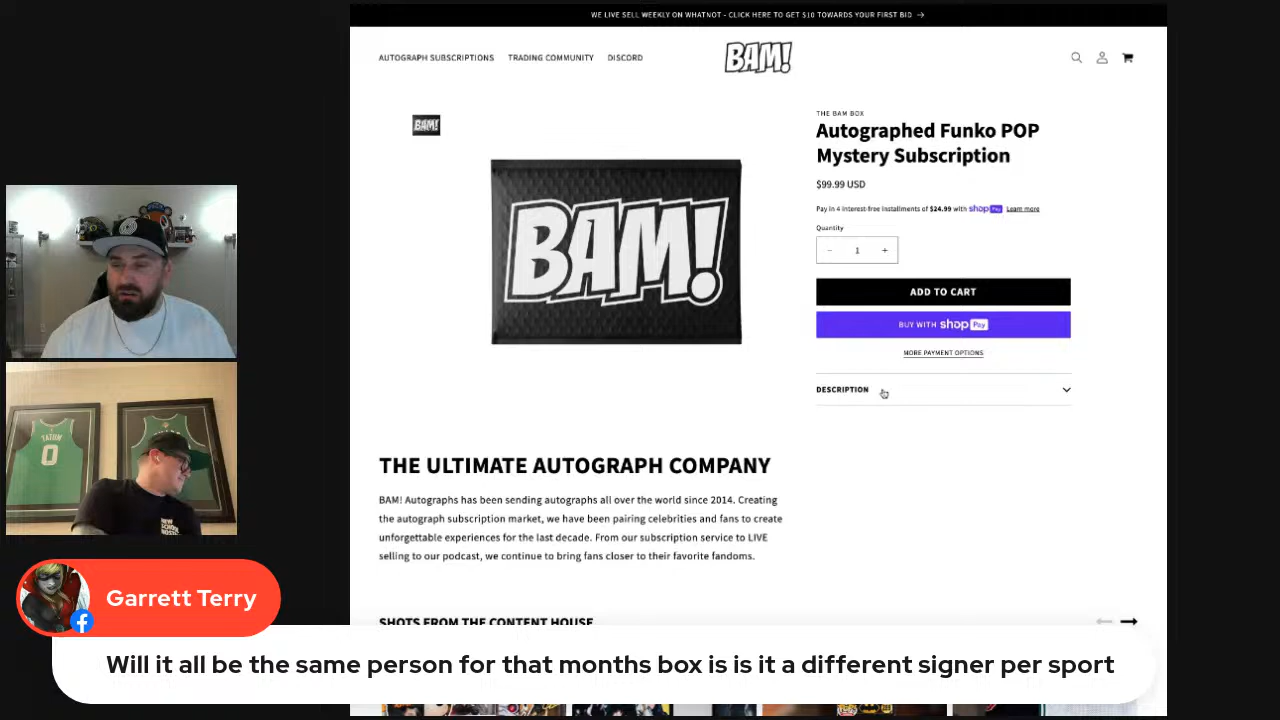 WE LIVE SELL WEEKLY ON WHATNOT - CLICK HERE TO GET $10 TOWARDS YOUR FIRST BID →
AUTOGRAPH SUBSCRIPTIONS TRADING COMMUNITY DISCORD
BAM!
BAM!
BAM!
THE BAM BOX
Autographed Funko POP
Mystery Subscription
$99.99 USD
Pay in 4 interest-free installments of $24.99 with shop Pay Learn more
Quantity
− 1 +
ADD TO CART
BUY WITH shop Pay
MORE PAYMENT OPTIONS
DESCRIPTION
THE ULTIMATE AUTOGRAPH COMPANY
BAM! Autographs has been sending autographs all over the world since 2014. Creating
the autograph subscription market, we have been pairing celebrities and fans to create
unforgettable experiences for the last decade. From our subscription service to LIVE
selling to our podcast, we continue to bring fans closer to their favorite fandoms.
SHOTS FROM THE CONTENT HOUSE
TATUM
0
Garrett Terry
Will it all be the same person for that months box is is it a different signer per sport